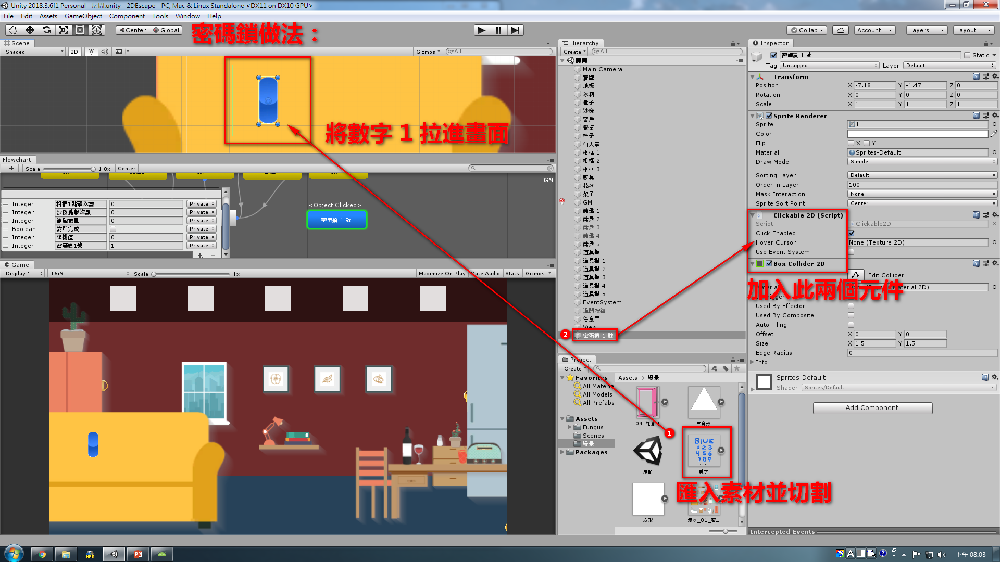 Unity 2018.3.6f1 Personal - 房間.unity - 2DEscape - PC, Mac & Linux Standalone <DX11 on DX10 GPU>
File Edit Assets GameObject Component Tools Window Help
Center Global
密碼鎖做法：
Collab Account Layers Layout
Scene
Shaded 2D Gizmos All
將數字 1 拉進畫面
Flowchart
Scale 1.0x Center
GM
Integer 相框1點擊次數 0 Private
Integer 沙發點擊次數 0 Private
Integer 鑰匙數量 0 Private
Boolean 對話完成 Private
Integer 隨機值 0 Private
Integer 密碼鎖1號 1 Private
<Object Clicked>
密碼鎖 1 號
Game
Display 1 16:9 Scale 1x Maximize On Play Mute Audio Stats Gizmos
Hierarchy
Create All
房間
Main Camera
牆壁
地板
冰箱
櫃子
沙發
窗戶
餐桌
椅子
仙人掌
相框 1
相框 2
相框 3
廚具
花盆
架子
GM
鑰匙 1
鑰匙 2
鑰匙 3
鑰匙 4
鑰匙 5
道具欄
道具欄 1
道具欄 2
道具欄 3
道具欄 4
道具欄 5
EventSystem
過關按鈕
任意門
View
2
密碼鎖 1 號
Project
Create
Favorites
All Materia
All Models
All Prefabs
Assets
Fungus
Scenes
場景
Packages
Assets > 場景
04_任意門
三角形
1
房間
BLUE
1 2 3
4 5 6
7 8 9
數字
匯入素材並切割
方形
素材_01_密...
Inspector
密碼鎖 1 號 Static
Tag Untagged Layer Default
Transform
Position X -7.18 Y -1.47 Z 0
Rotation X 0 Y 0 Z 0
Scale X 1 Y 1 Z 1
Sprite Renderer
Sprite 1
Color
Flip X Y
Material Sprites-Default
Draw Mode Simple
Sorting Layer Default
Order in Layer 100
Mask Interaction None
Sprite Sort Point Center
Clickable 2D (Script)
Script Clickable2D
Click Enabled
Hover Cursor None (Texture 2D)
Use Event System
Box Collider 2D
Edit Collider
加入此兩個元件
Used By Effector
Used By Composite
Auto Tiling
Offset X 0 Y 0
Size X 1.5 Y 1.5
Edge Radius 0
Info
Sprites-Default
Shader Sprites/Default
Add Component
Intercepted Events
HFS
下午 08:03